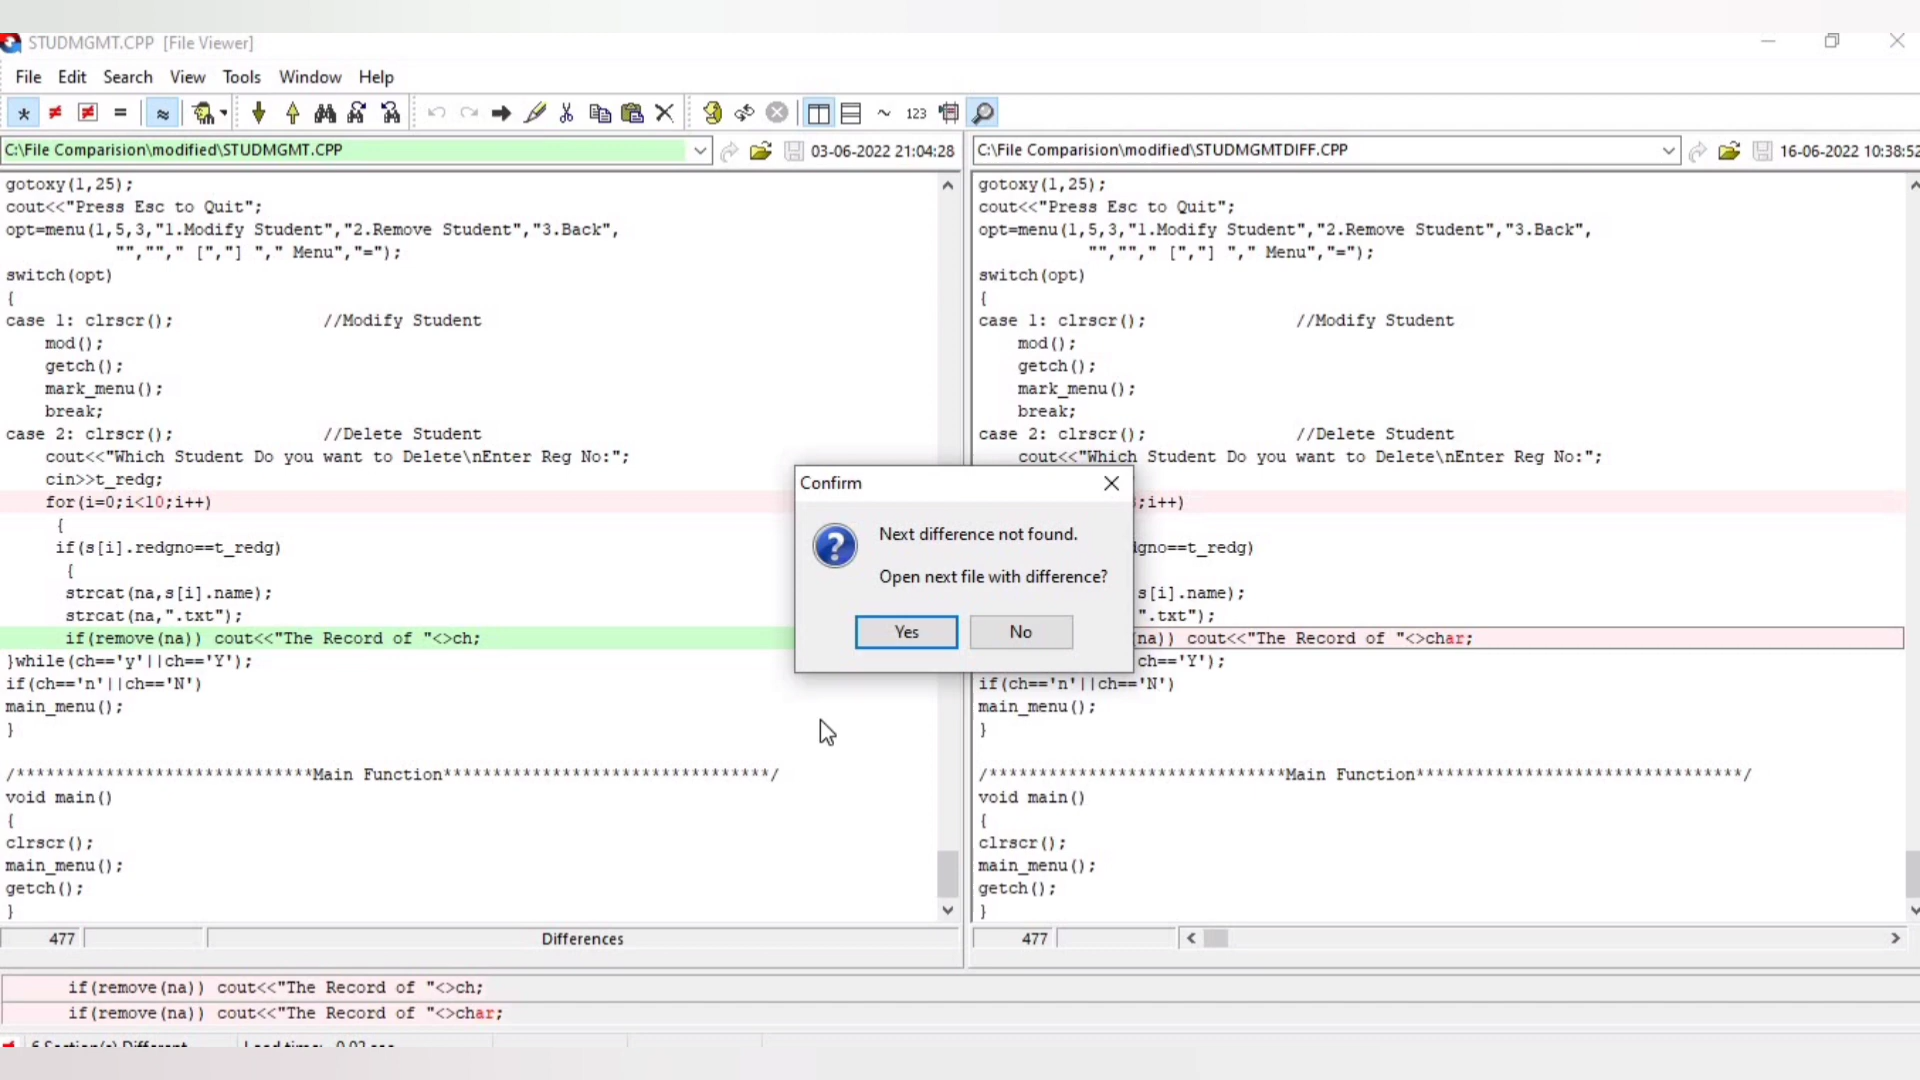 STUDMGMT.CPP [File Viewer]
File Edit Search View Tools Window Help
123
C:\File Comparision\modified\STUDMGMT.CPP 03-06-2022 21:04:28
gotoxy(1,25);
cout<<"Press Esc to Quit";
opt=menu(1,5,3,"1.Modify Student","2.Remove Student","3.Back",
"",""," [","] "," Menu","=");
switch(opt)
{
case 1: clrscr(); //Modify Student
mod();
getch();
mark_menu();
break;
case 2: clrscr(); //Delete Student
cout<<"Which Student Do you want to Delete\nEnter Reg No:";
cin>>t_redg;
for(i=0;i<10;i++)
{
if(s[i].redgno==t_redg)
{
strcat(na,s[i].name);
strcat(na,".txt");
if(remove(na)) cout<<"The Record of "<>ch;
}while(ch=='y'||ch=='Y');
if(ch=='n'||ch=='N')
main_menu();
}
/******************************Main Function*********************************/
void main()
{
clrscr();
main_menu();
getch();
}
477 Differences
C:\File Comparision\modified\STUDMGMTDIFF.CPP 16-06-2022 10:38:52
gotoxy(1,25);
cout<<"Press Esc to Quit";
opt=menu(1,5,3,"1.Modify Student","2.Remove Student","3.Back",
"",""," [","] "," Menu","=");
switch(opt)
{
case 1: clrscr(); //Modify Student
mod();
getch();
mark_menu();
break;
case 2: clrscr(); //Delete Student
cout<<"Which Student Do you want to Delete\nEnter Reg No:";
;i++)
gno==t_redg)
s[i].name);
".txt");
(na)) cout<<"The Record of "<>char;
ch=='Y');
if(ch=='n'||ch=='N')
main_menu();
}
/******************************Main Function*********************************/
void main()
{
clrscr();
main_menu();
getch();
}
477
Confirm
Next difference not found.
Open next file with difference?
Yes No
if(remove(na)) cout<<"The Record of "<>ch;
if(remove(na)) cout<<"The Record of "<>char;
6 Section(s) Different Load time: 0.02 sec